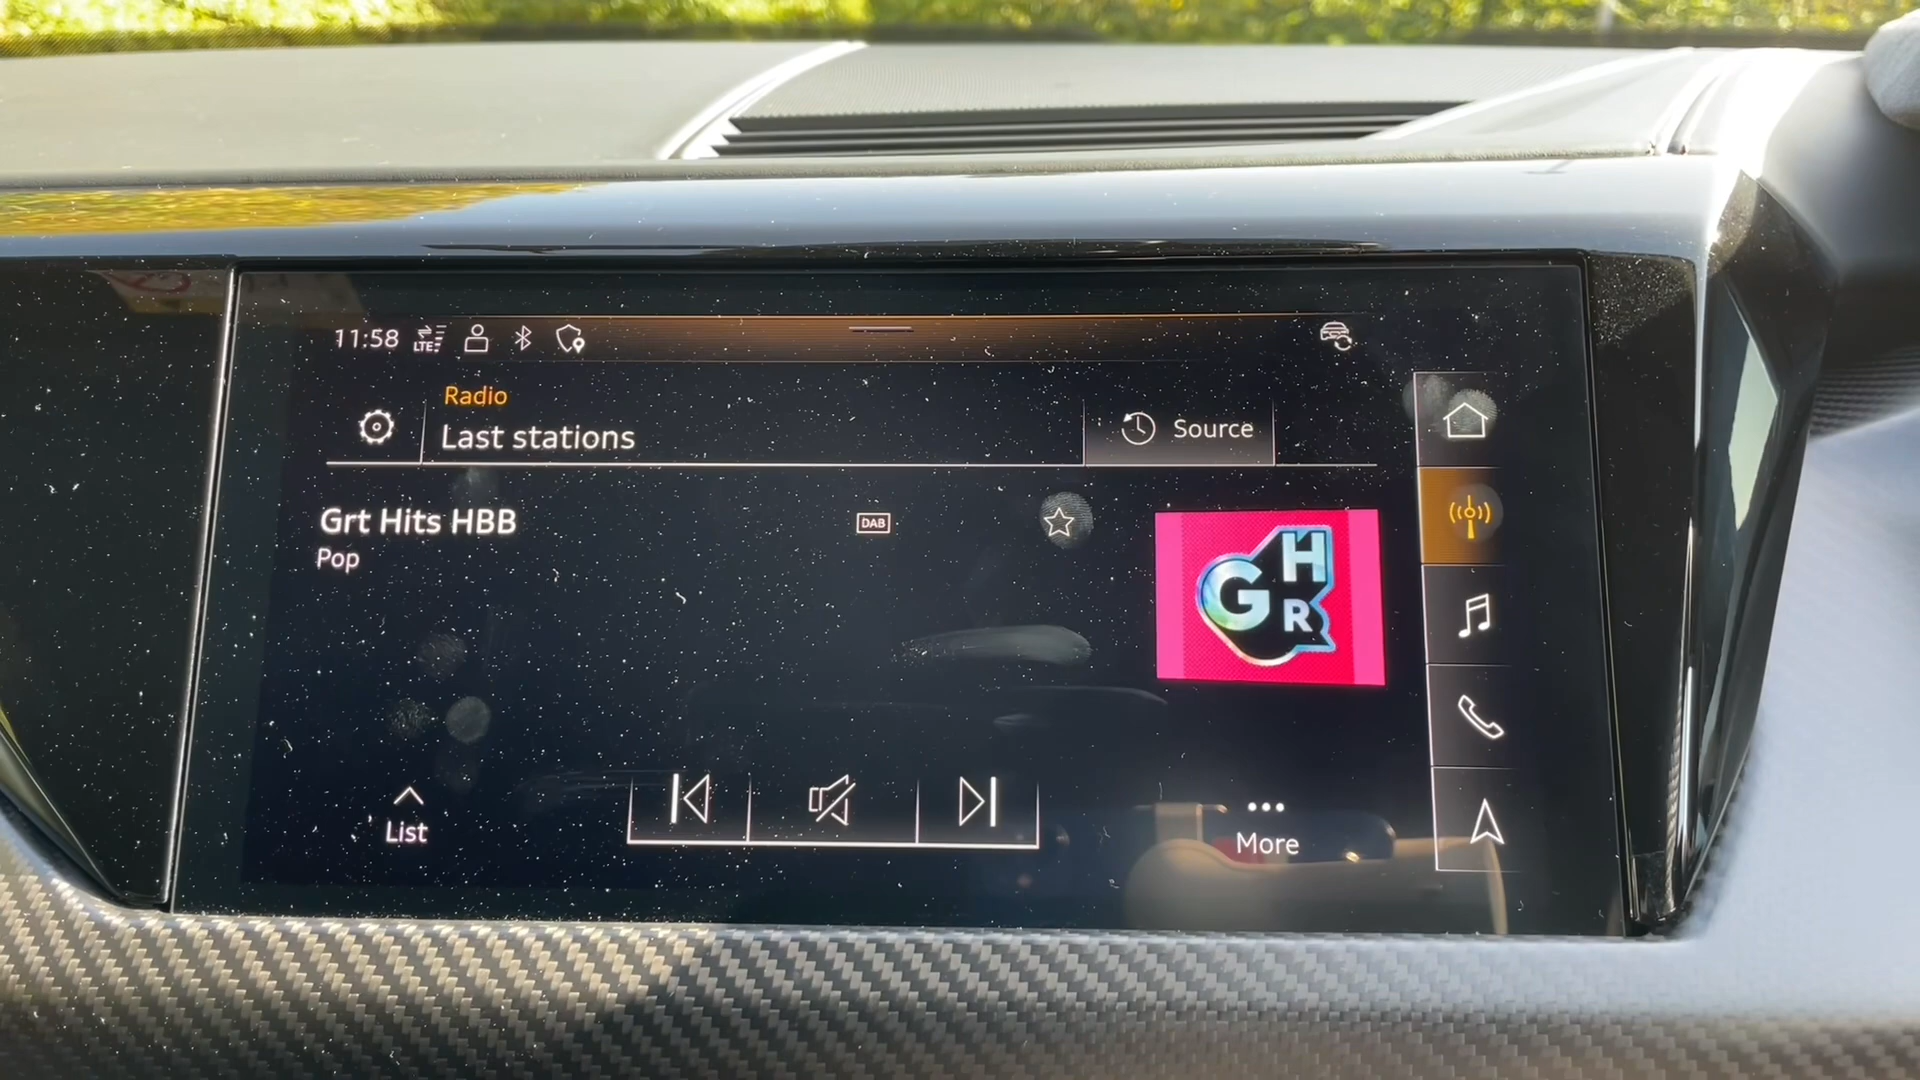 11:58
LTE
Radio
Last stations
Source
Grt Hits HBB
DAB
Pop
G H R
List
More